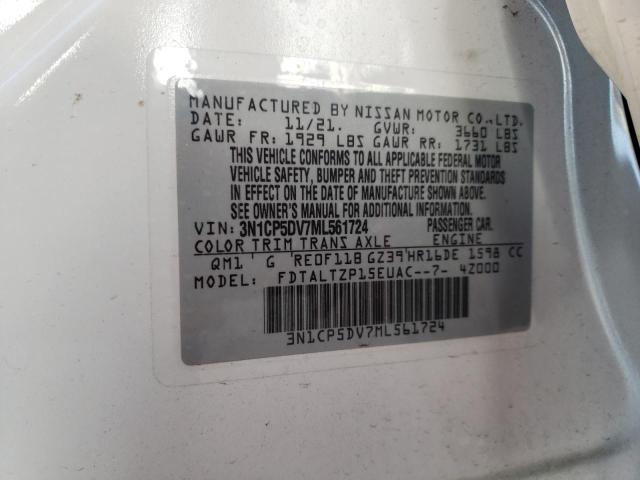 MANUFACTURED BY NISSAN MOTOR CO.,LTD.
DATE: 11/21. GVWR: 3660 LBS
GAWR FR: 1929 LBS GAWR RR: 1731 LBS
THIS VEHICLE CONFORMS TO ALL APPLICABLE FEDERAL MOTOR
VEHICLE SAFETY, BUMPER AND THEFT PREVENTION STANDARDS
IN EFFECT ON THE DATE OF MANUFACTURE SHOWN ABOVE.
SEE OWNER'S MANUAL FOR ADDITIONAL INFORMATION.
VIN: 3N1CP5DV7ML561724 PASSENGER CAR.
COLOR TRIM TRANS AXLE ENGINE
QM1 G RE0F11B GZ39 HR16DE 1598 CC
MODEL: FDTALTZP15EUAC--7- 42000
3N1CP5DV7ML561724